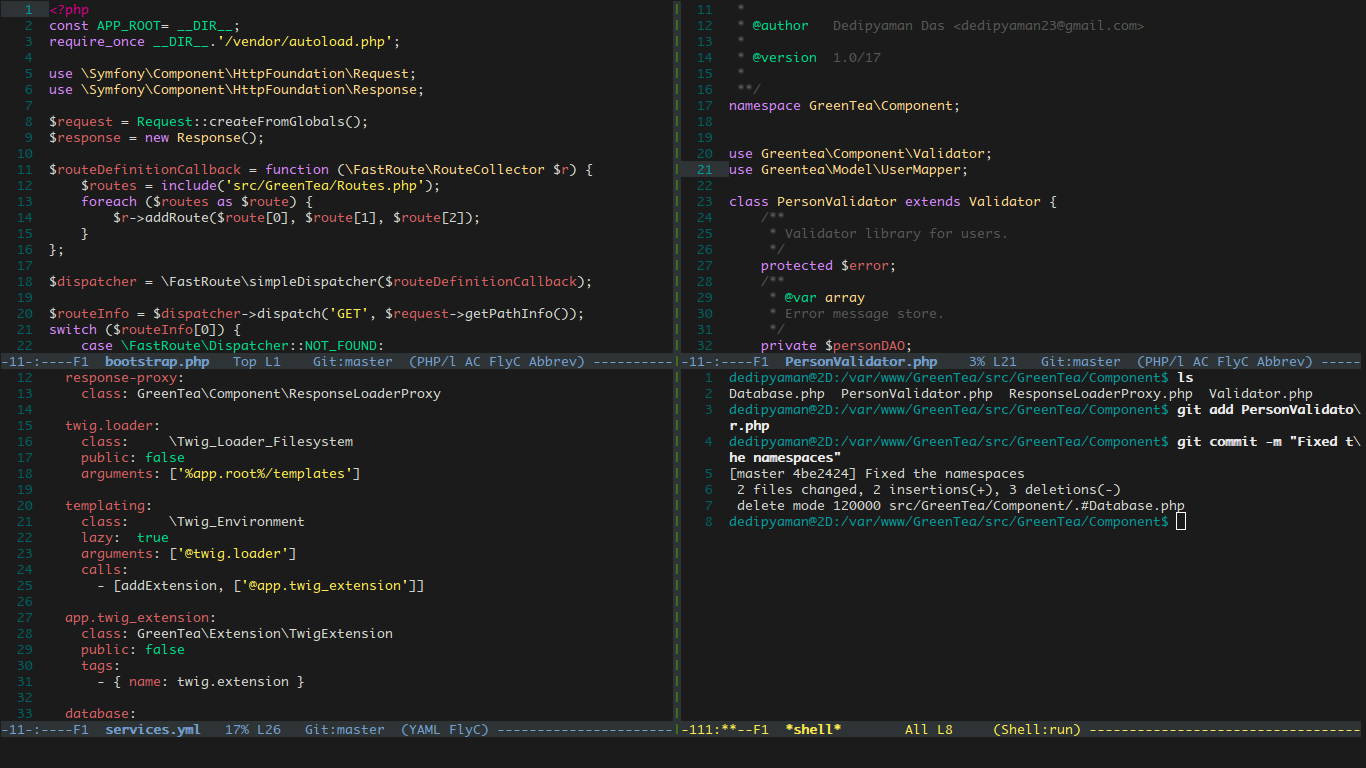 1 <?php
2 const APP_ROOT= __DIR__;
3 require_once __DIR__.'/vendor/autoload.php';
4
5 use \Symfony\Component\HttpFoundation\Request;
6 use \Symfony\Component\HttpFoundation\Response;
7
8 $request = Request::createFromGlobals();
9 $response = new Response();
10
11 $routeDefinitionCallback = function (\FastRoute\RouteCollector $r) {
12     $routes = include('src/GreenTea/Routes.php');
13     foreach ($routes as $route) {
14         $r->addRoute($route[0], $route[1], $route[2]);
15     }
16 };
17
18 $dispatcher = \FastRoute\simpleDispatcher($routeDefinitionCallback);
19
20 $routeInfo = $dispatcher->dispatch('GET', $request->getPathInfo());
21 switch ($routeInfo[0]) {
22     case \FastRoute\Dispatcher::NOT_FOUND:
-11-:----F1  bootstrap.php   Top L1    Git:master  (PHP/l AC FlyC Abbrev) ----------
11  *
12  * @author   Dedipyaman Das <dedipyaman23@gmail.com>
13  *
14  * @version  1.0/17
15  *
16  **/
17 namespace GreenTea\Component;
18
19
20 use Greentea\Component\Validator;
21 use Greentea\Model\UserMapper;
22
23 class PersonValidator extends Validator {
24     /**
25      * Validator library for users.
26      */
27     protected $error;
28     /**
29      * @var array
30      * Error message store.
31      */
32     private $personDAO;
-11-:----F1  PersonValidator.php    3% L21   Git:master  (PHP/l AC FlyC Abbrev) -----
12   response-proxy:
13     class: GreenTea\Component\ResponseLoaderProxy
14
15   twig.loader:
16     class:     \Twig_Loader_Filesystem
17     public: false
18     arguments: ['%app.root%/templates']
19
20   templating:
21     class:     \Twig_Environment
22     lazy:  true
23     arguments: ['@twig.loader']
24     calls:
25       - [addExtension, ['@app.twig_extension']]
26
27   app.twig_extension:
28     class: GreenTea\Extension\TwigExtension
29     public: false
30     tags:
31       - { name: twig.extension }
32
33   database:
-11-:----F1  services.yml   17% L26   Git:master  (YAML FlyC) ----------------------
1 dedipyaman@2D:/var/www/GreenTea/src/GreenTea/Component$ ls
2 Database.php  PersonValidator.php  ResponseLoaderProxy.php  Validator.php
3 dedipyaman@2D:/var/www/GreenTea/src/GreenTea/Component$ git add PersonValidato\
r.php
4 dedipyaman@2D:/var/www/GreenTea/src/GreenTea/Component$ git commit -m "Fixed t\
he namespaces"
5 [master 4be2424] Fixed the namespaces
6  2 files changed, 2 insertions(+), 3 deletions(-)
7  delete mode 120000 src/GreenTea/Component/.#Database.php
8 dedipyaman@2D:/var/www/GreenTea/src/GreenTea/Component$
-111:**--F1  *shell*        All L8     (Shell:run) ----------------------------------